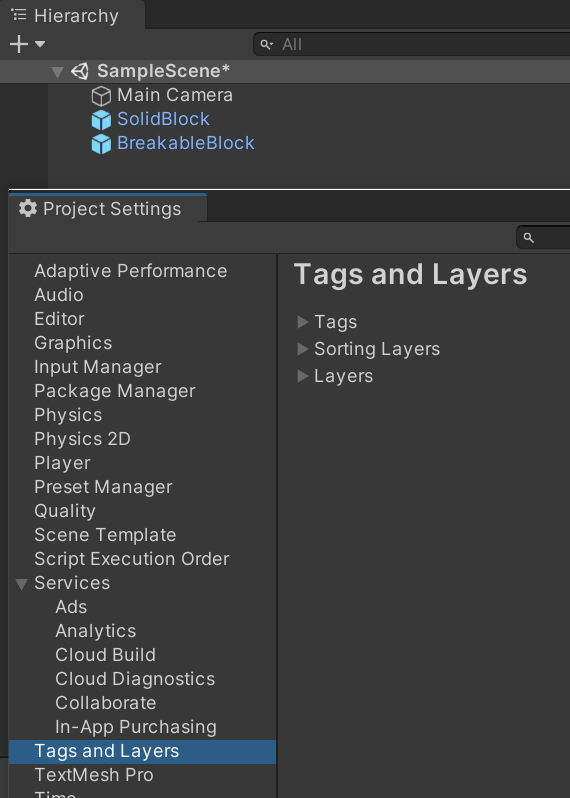 Hierarchy
All
SampleScene*
Main Camera
SolidBlock
BreakableBlock
Project Settings
Adaptive Performance
Audio
Editor
Graphics
Input Manager
Package Manager
Physics
Physics 2D
Player
Preset Manager
Quality
Scene Template
Script Execution Order
Services
Ads
Analytics
Cloud Build
Cloud Diagnostics
Collaborate
In-App Purchasing
Tags and Layers
TextMesh Pro
Time
Tags and Layers
Tags
Sorting Layers
Layers